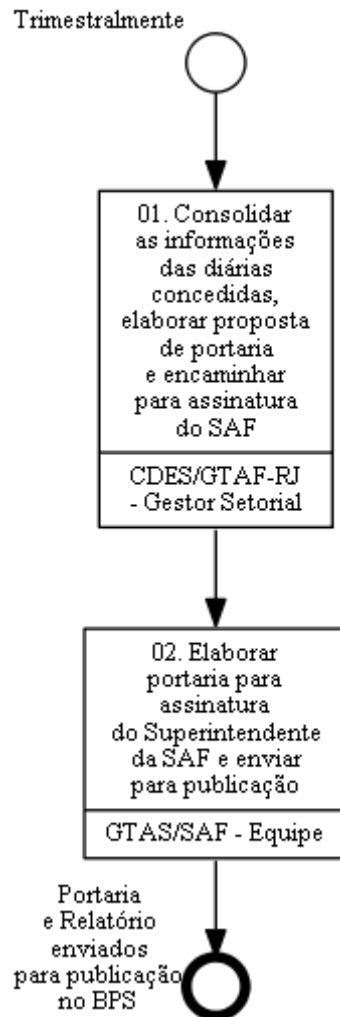 Trimestralmente
01. Consolidar
as informações
das diárias
concedidas,
elaborar proposta
de portaria
e encaminhar
para assinatura
do SAF
CDES/GTAF-RJ
- Gestor Setorial
02. Elaborar
portaria para
assinatura
do Superintendente
da SAF e enviar
para publicação
GTAS/SAF - Equipe
Portaria
e Relatório
enviados
para publicação
no BPS